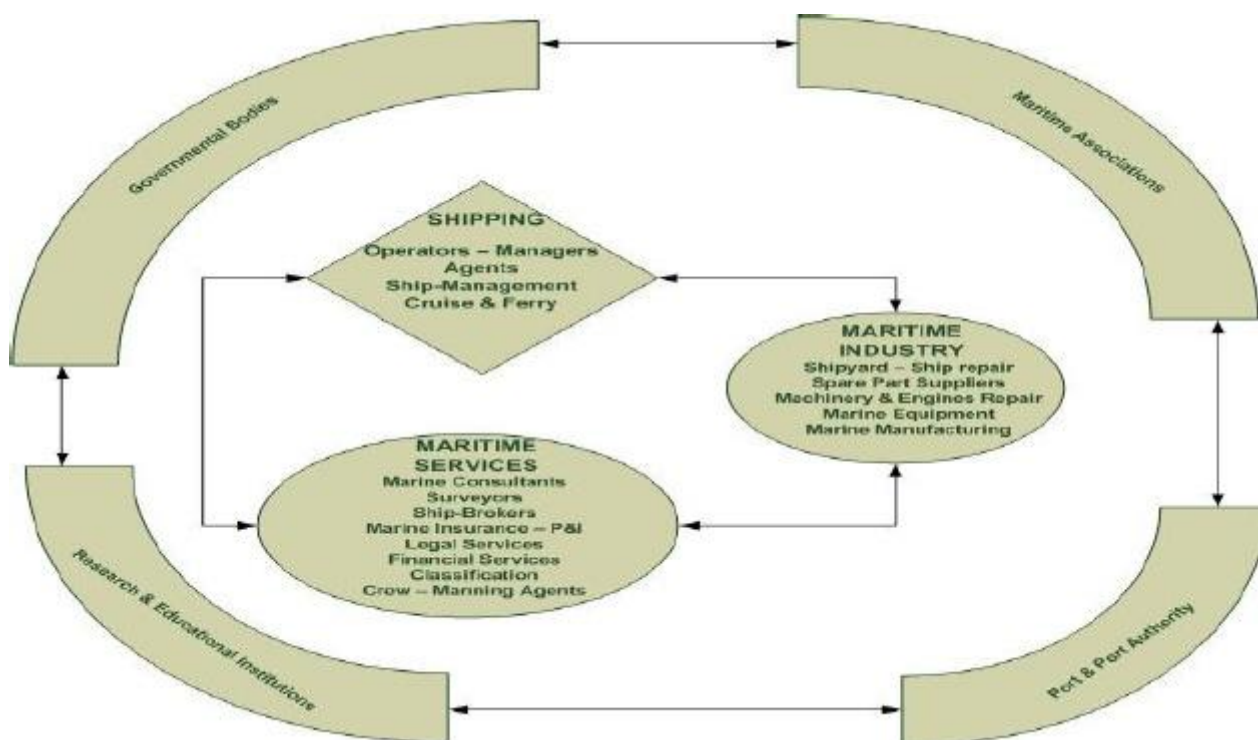 Governmental Bodies
Maritime Associations
SHIPPING
Operators – Managers
Agents
Ship-Management
Cruise & Ferry
MARITIME
INDUSTRY
Shipyard – Ship repair
Spare Part Suppliers
Machinery & Engines Repair
Marine Equipment
Marine Manufacturing
MARITIME
SERVICES
Marine Consultants
Surveyors
Ship-Brokers
Marine Insurance – P&I
Legal Services
Financial Services
Classification
Crew – Manning Agents
Research & Educational Institutions
Port & Port Authority